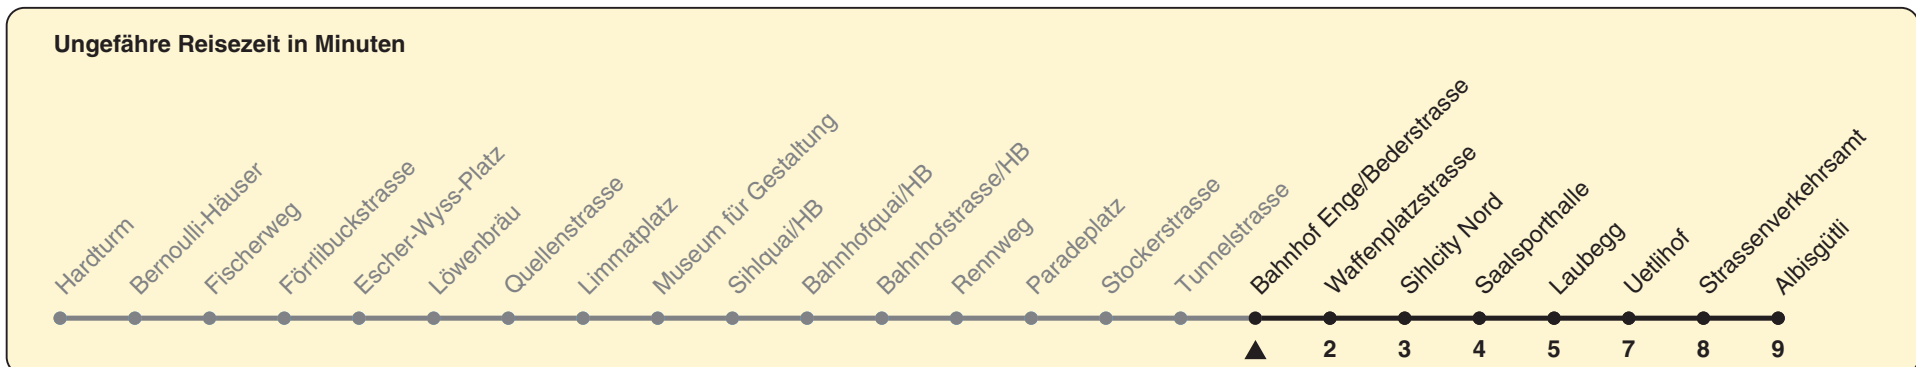 Ungefähre Reisezeit in Minuten
Hardturm
Bernoulli-Häuser
Fischerweg
Förrlibuckstrasse
Escher-Wyss-Platz
Löwenbräu
Quellenstrasse
Limmatplatz
Museum für Gestaltung
Sihlquai/HB
Bahnhofquai/HB
Bahnhofstrasse/HB
Rennweg
Paradeplatz
Stockerstrasse
Tunnelstrasse
Bahnhof Enge/Bederstrasse
Waffenplatzstrasse
Sihlcity Nord
Saalsporthalle
Laubegg
Uetlihof
Strassenverkehrsamt
Albisgütli
2 3 4 5 7 8 9